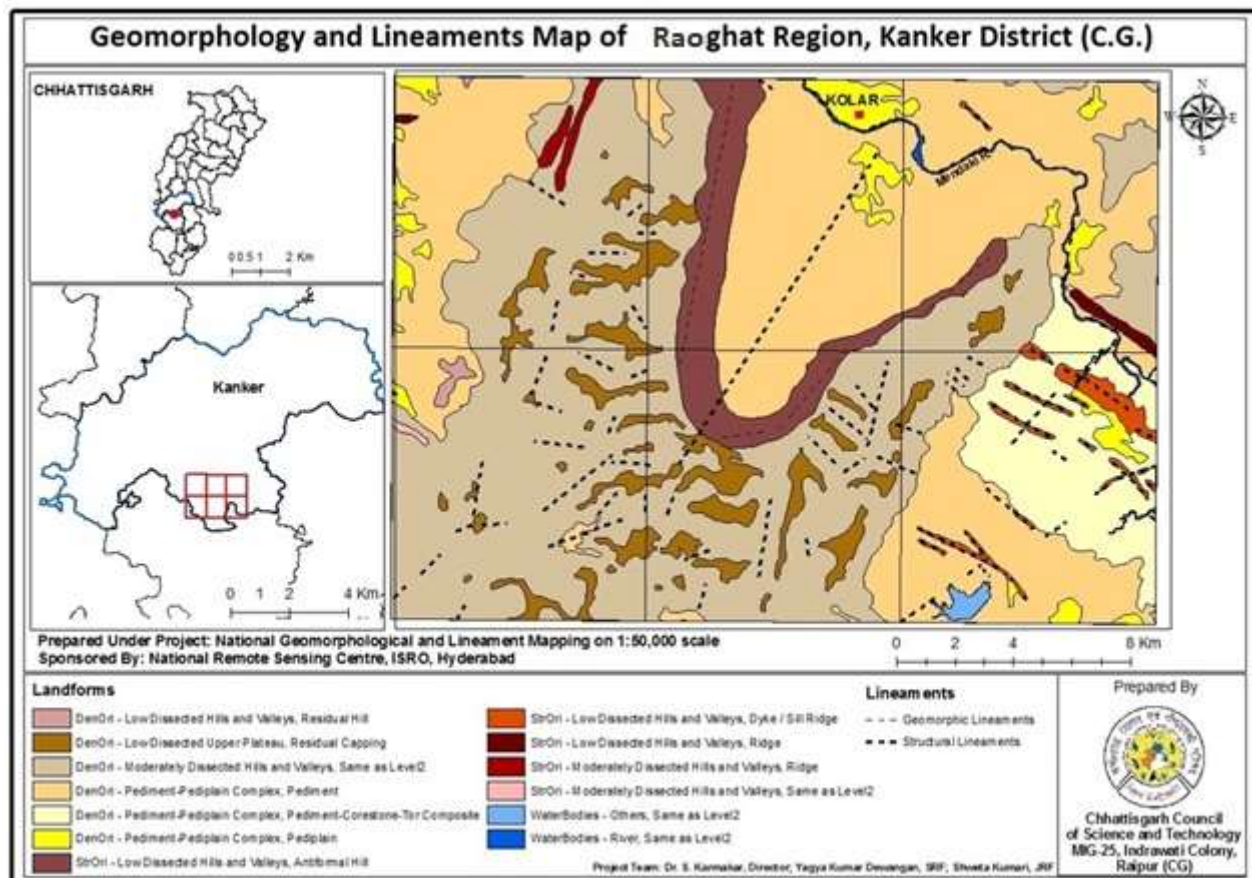 Geomorphology and Lineaments Map of Raoghat Region, Kanker District (C.G.)
CHHATTISGARH
0 0.5 1 2 Km
Kanker
0 2 4 Km
KOLAR
N
W E
S
0 2 4 8 Km
Prepared Under Project: National Geomorphological and Lineament Mapping on 1:50,000 scale
Sponsored By: National Remote Sensing Centre, ISRO, Hyderabad
Landforms
DenOri - Low Dissected Hills and Valleys, Residual Hill
DenOri - Low Dissected Upper Plateau, Residual Capping
DenOri - Moderately Dissected Hills and Valleys, Same as Level2
DenOri - Pediment-Pediplain Complex, Pediment
DenOri - Pediment-Pediplain Complex, Pediment-Corestone-Tor Composite
DenOri - Pediment-Pediplain Complex, Pediplain
StrOri - Low Dissected Hills and Valleys, Antiformal Hill
StrOri - Low Dissected Hills and Valleys, Dyke / Sill Ridge
StrOri - Low Dissected Hills and Valleys, Ridge
StrOri - Moderately Dissected Hills and Valleys, Ridge
StrOri - Moderately Dissected Hills and Valleys, Same as Level2
WaterBodies - Others, Same as Level2
WaterBodies - River, Same as Level2
Lineaments
Geomorphic Lineaments
Structural Lineaments
Project Team: Dr. S. Karmakar, Director, Yagya Kumar Dewangan, SRF; Shweta Kumari, JRF
Prepared By
Chhattisgarh Council
of Science and Technology
MIG-25, Indrawati Colony,
Raipur (CG)